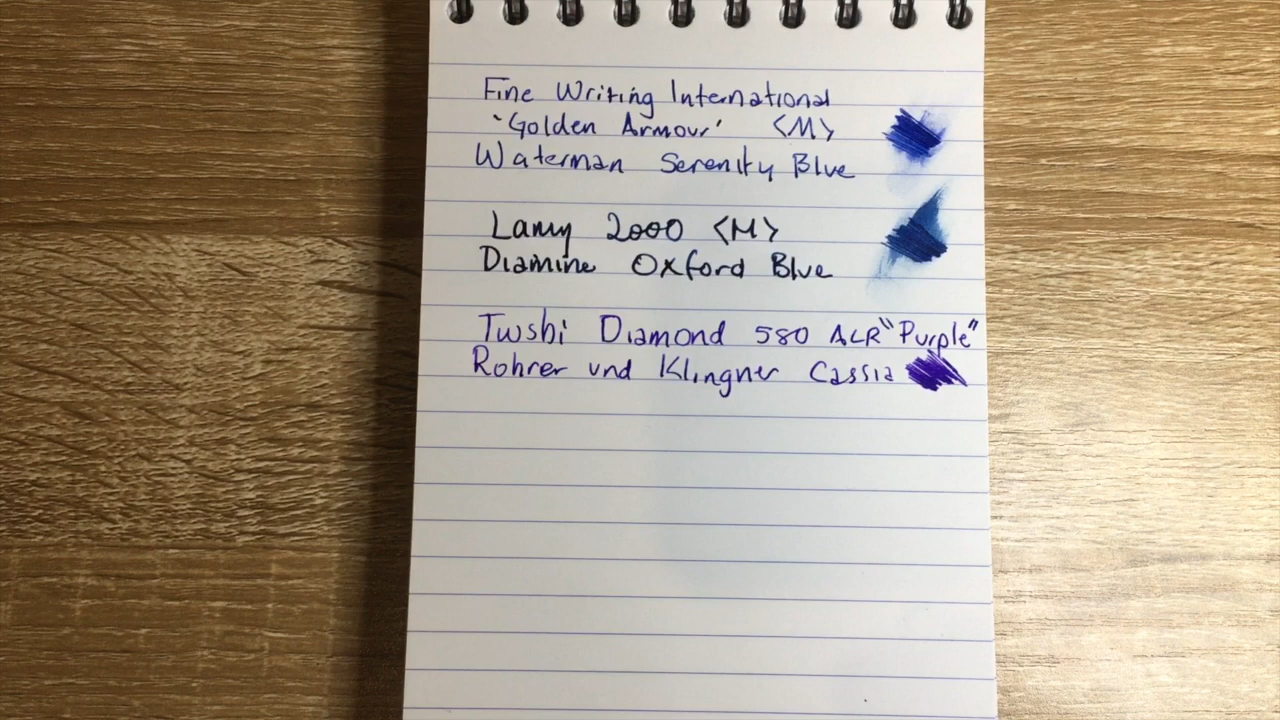 Fine Writing International
'Golden Armour' <M>
Waterman Serenity Blue
Lamy 2000 <M>
Diamine Oxford Blue
Twsbi Diamond 580 ALR "Purple"
Rohrer und Klingner Cassia